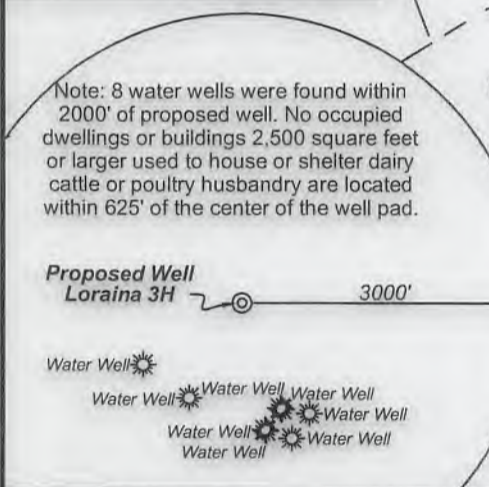 Note: 8 water wells were found within
2000' of proposed well. No occupied
dwellings or buildings 2,500 square feet
or larger used to house or shelter dairy
cattle or poultry husbandry are located
within 625' of the center of the well pad.
Proposed Well
Loraina 3H
3000'
Water Well
Water Well
Water Well
Water Well
Water Well
Water Well
Water Well
Water Well